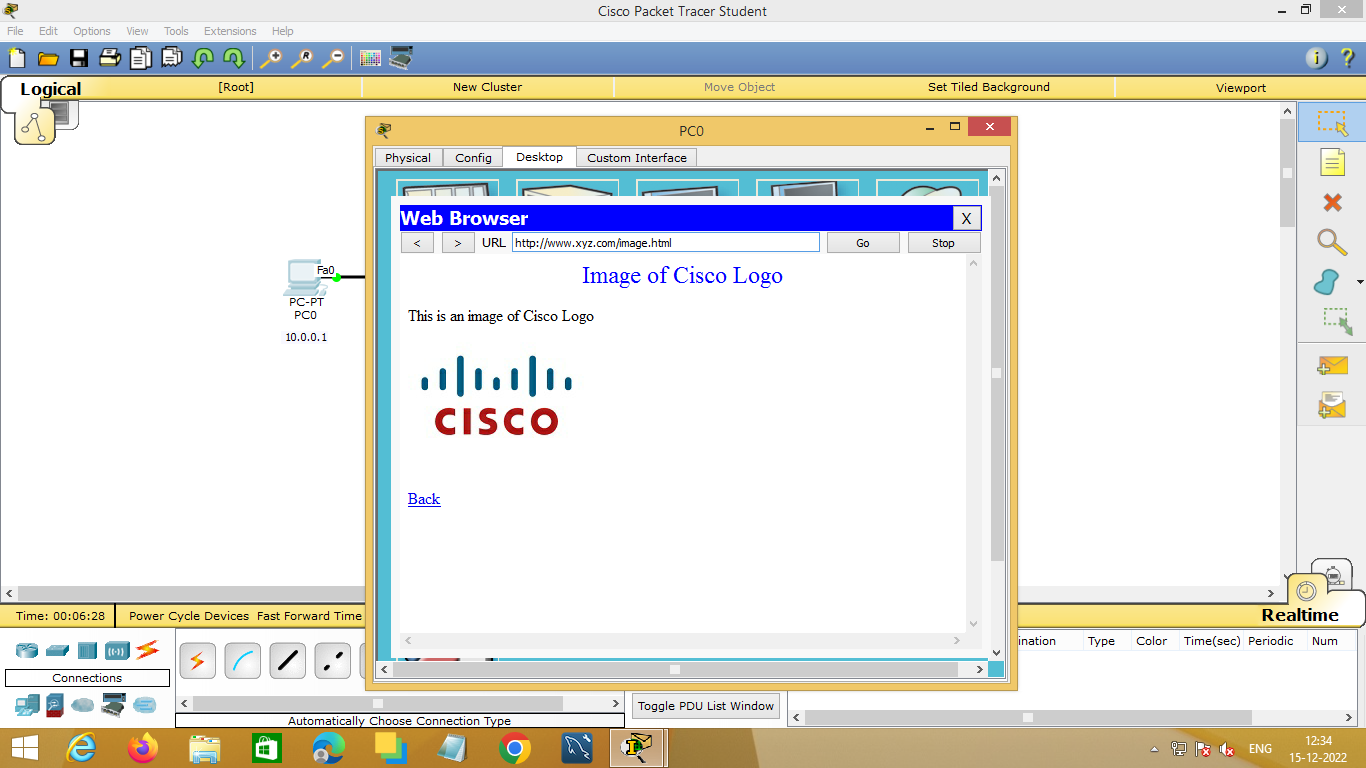 Cisco Packet Tracer Student
File Edit Options View Tools Extensions Help
Logical [Root] New Cluster Move Object Set Tiled Background Viewport
PC0
Physical Config Desktop Custom Interface
Web Browser X
< > URL http://www.xyz.com/image.html Go Stop
Image of Cisco Logo
This is an image of Cisco Logo
CISCO
Back
Fa0
PC-PT
PC0
10.0.0.1
Time: 00:06:28 Power Cycle Devices Fast Forward Time Realtime
ination Type Color Time(sec) Periodic Num
Connections
Toggle PDU List Window
Automatically Choose Connection Type
ENG
12:34
15-12-2022